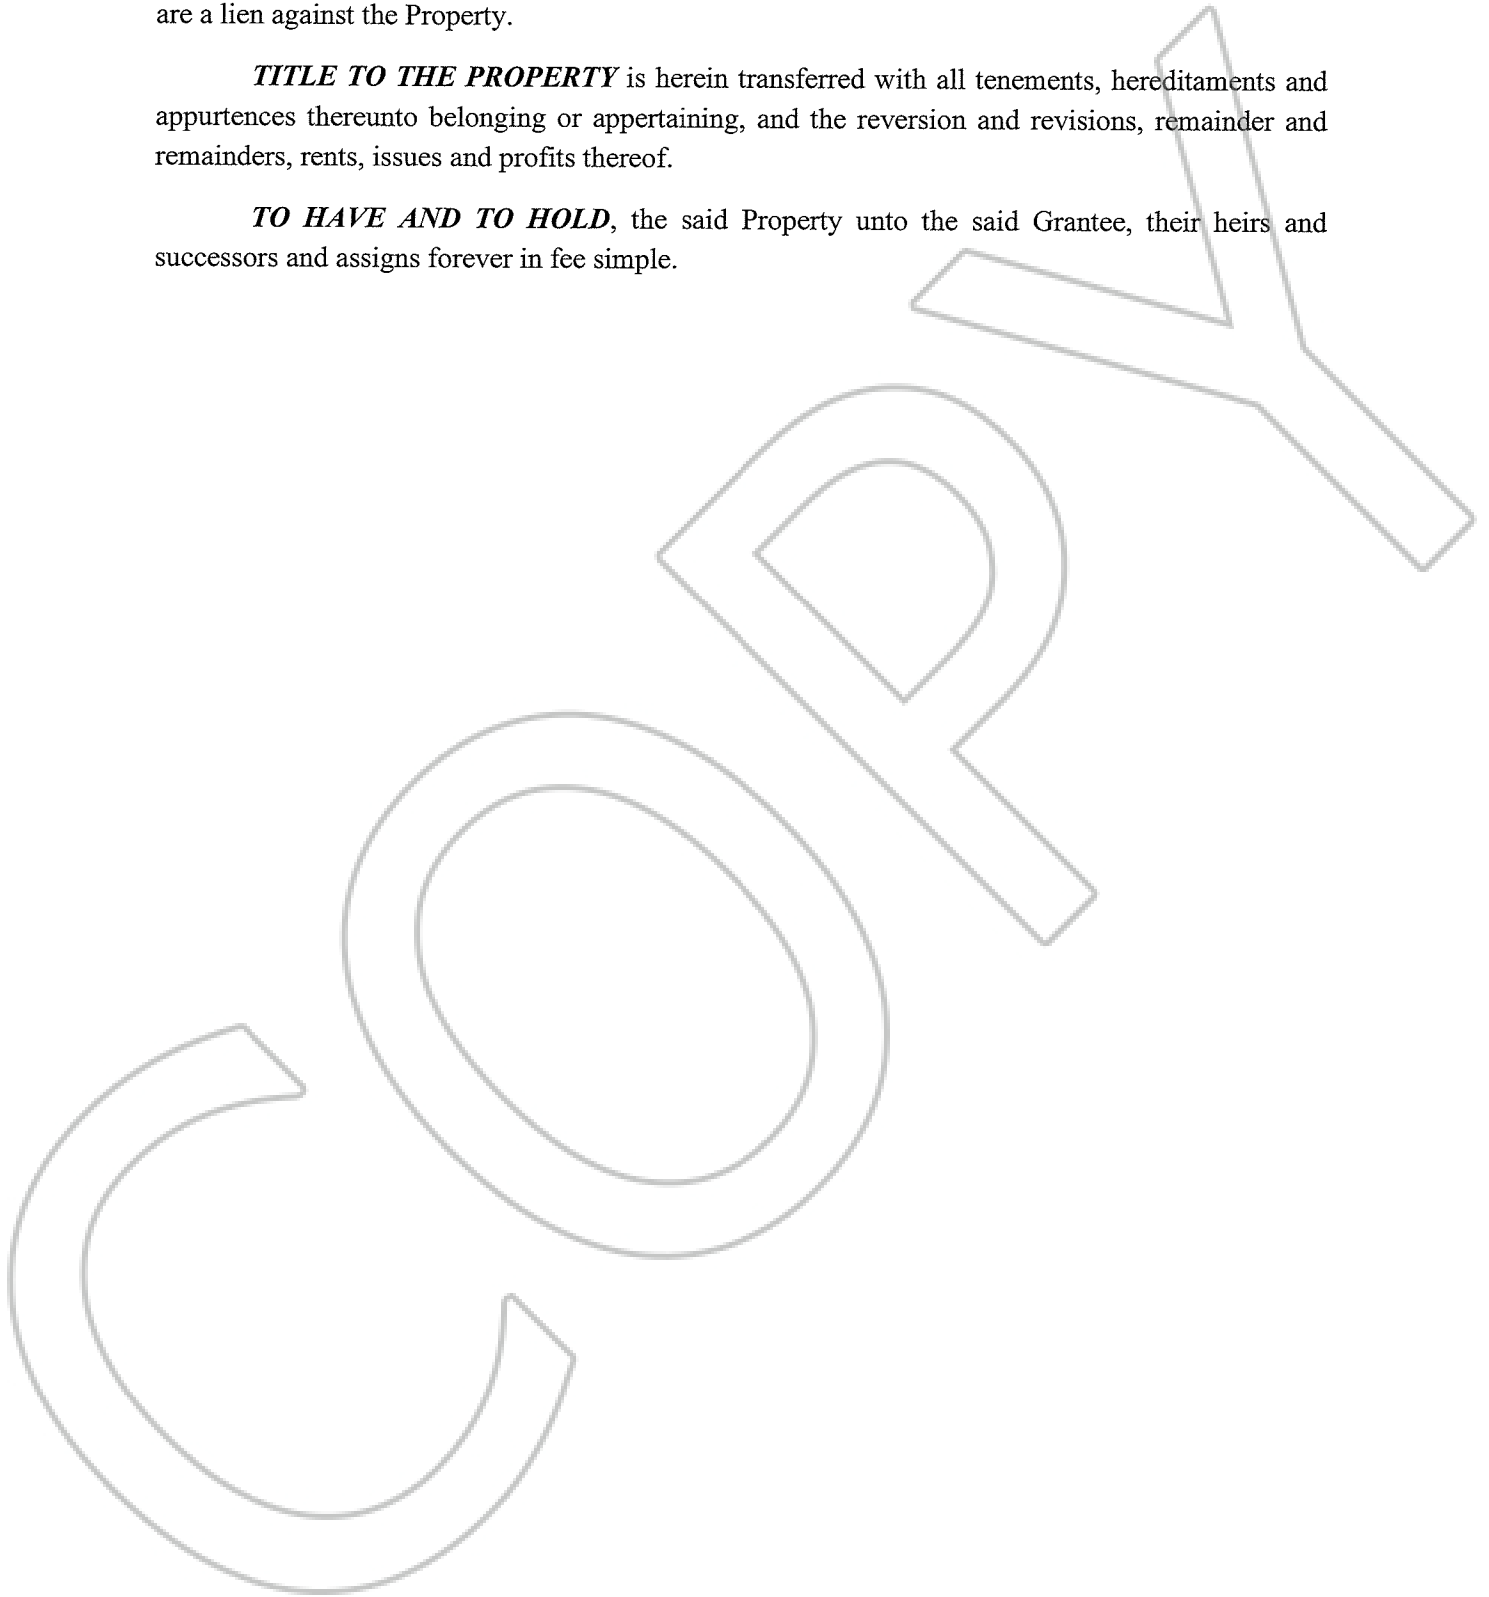 are a lien against the Property.
TITLE TO THE PROPERTY is herein transferred with all tenements, hereditaments and
appurtences thereunto belonging or appertaining, and the reversion and revisions, remainder and
remainders, rents, issues and profits thereof.
TO HAVE AND TO HOLD, the said Property unto the said Grantee, their heirs and
successors and assigns forever in fee simple.
COPY